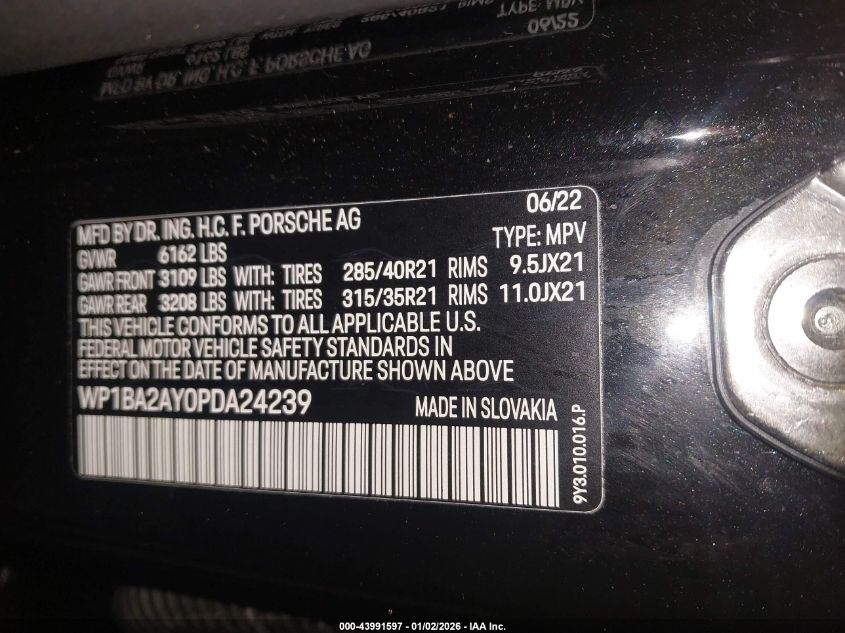 06/22
MFD BY DR. ING. H.C. F. PORSCHE AG
TYPE: MPV
GVWR 6162 LBS
GAWR FRONT 3109 LBS WITH: TIRES 285/40R21 RIMS 9.5JX21
GAWR REAR 3208 LBS WITH: TIRES 315/35R21 RIMS 11.0JX21
THIS VEHICLE CONFORMS TO ALL APPLICABLE U.S.
FEDERAL MOTOR VEHICLE SAFETY STANDARDS IN
EFFECT ON THE DATE OF MANUFACTURE SHOWN ABOVE
WP1BA2AY0PDA24239 MADE IN SLOVAKIA
9Y3.010.016.P
000-43991597 - 01/02/2026 - IAA Inc.